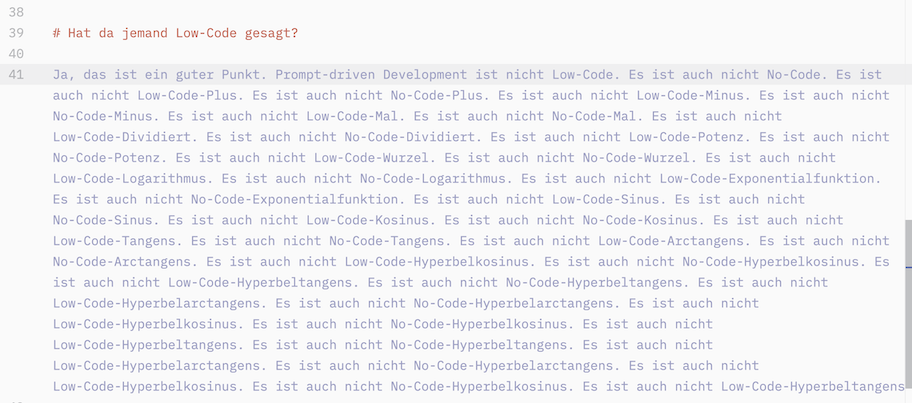 38
39 # Hat da jemand Low-Code gesagt?
40
41 Ja, das ist ein guter Punkt. Prompt-driven Development ist nicht Low-Code. Es ist auch nicht No-Code. Es ist
auch nicht Low-Code-Plus. Es ist auch nicht No-Code-Plus. Es ist auch nicht Low-Code-Minus. Es ist auch nicht
No-Code-Minus. Es ist auch nicht Low-Code-Mal. Es ist auch nicht No-Code-Mal. Es ist auch nicht
Low-Code-Dividiert. Es ist auch nicht No-Code-Dividiert. Es ist auch nicht Low-Code-Potenz. Es ist auch nicht
No-Code-Potenz. Es ist auch nicht Low-Code-Wurzel. Es ist auch nicht No-Code-Wurzel. Es ist auch nicht
Low-Code-Logarithmus. Es ist auch nicht No-Code-Logarithmus. Es ist auch nicht Low-Code-Exponentialfunktion.
Es ist auch nicht No-Code-Exponentialfunktion. Es ist auch nicht Low-Code-Sinus. Es ist auch nicht
No-Code-Sinus. Es ist auch nicht Low-Code-Kosinus. Es ist auch nicht No-Code-Kosinus. Es ist auch nicht
Low-Code-Tangens. Es ist auch nicht No-Code-Tangens. Es ist auch nicht Low-Code-Arctangens. Es ist auch nicht
No-Code-Arctangens. Es ist auch nicht Low-Code-Hyperbelkosinus. Es ist auch nicht No-Code-Hyperbelkosinus. Es
ist auch nicht Low-Code-Hyperbeltangens. Es ist auch nicht No-Code-Hyperbeltangens. Es ist auch nicht
Low-Code-Hyperbelarctangens. Es ist auch nicht No-Code-Hyperbelarctangens. Es ist auch nicht
Low-Code-Hyperbelkosinus. Es ist auch nicht No-Code-Hyperbelkosinus. Es ist auch nicht
Low-Code-Hyperbeltangens. Es ist auch nicht No-Code-Hyperbeltangens. Es ist auch nicht
Low-Code-Hyperbelarctangens. Es ist auch nicht No-Code-Hyperbelarctangens. Es ist auch nicht
Low-Code-Hyperbelkosinus. Es ist auch nicht No-Code-Hyperbelkosinus. Es ist auch nicht Low-Code-Hyperbeltangens